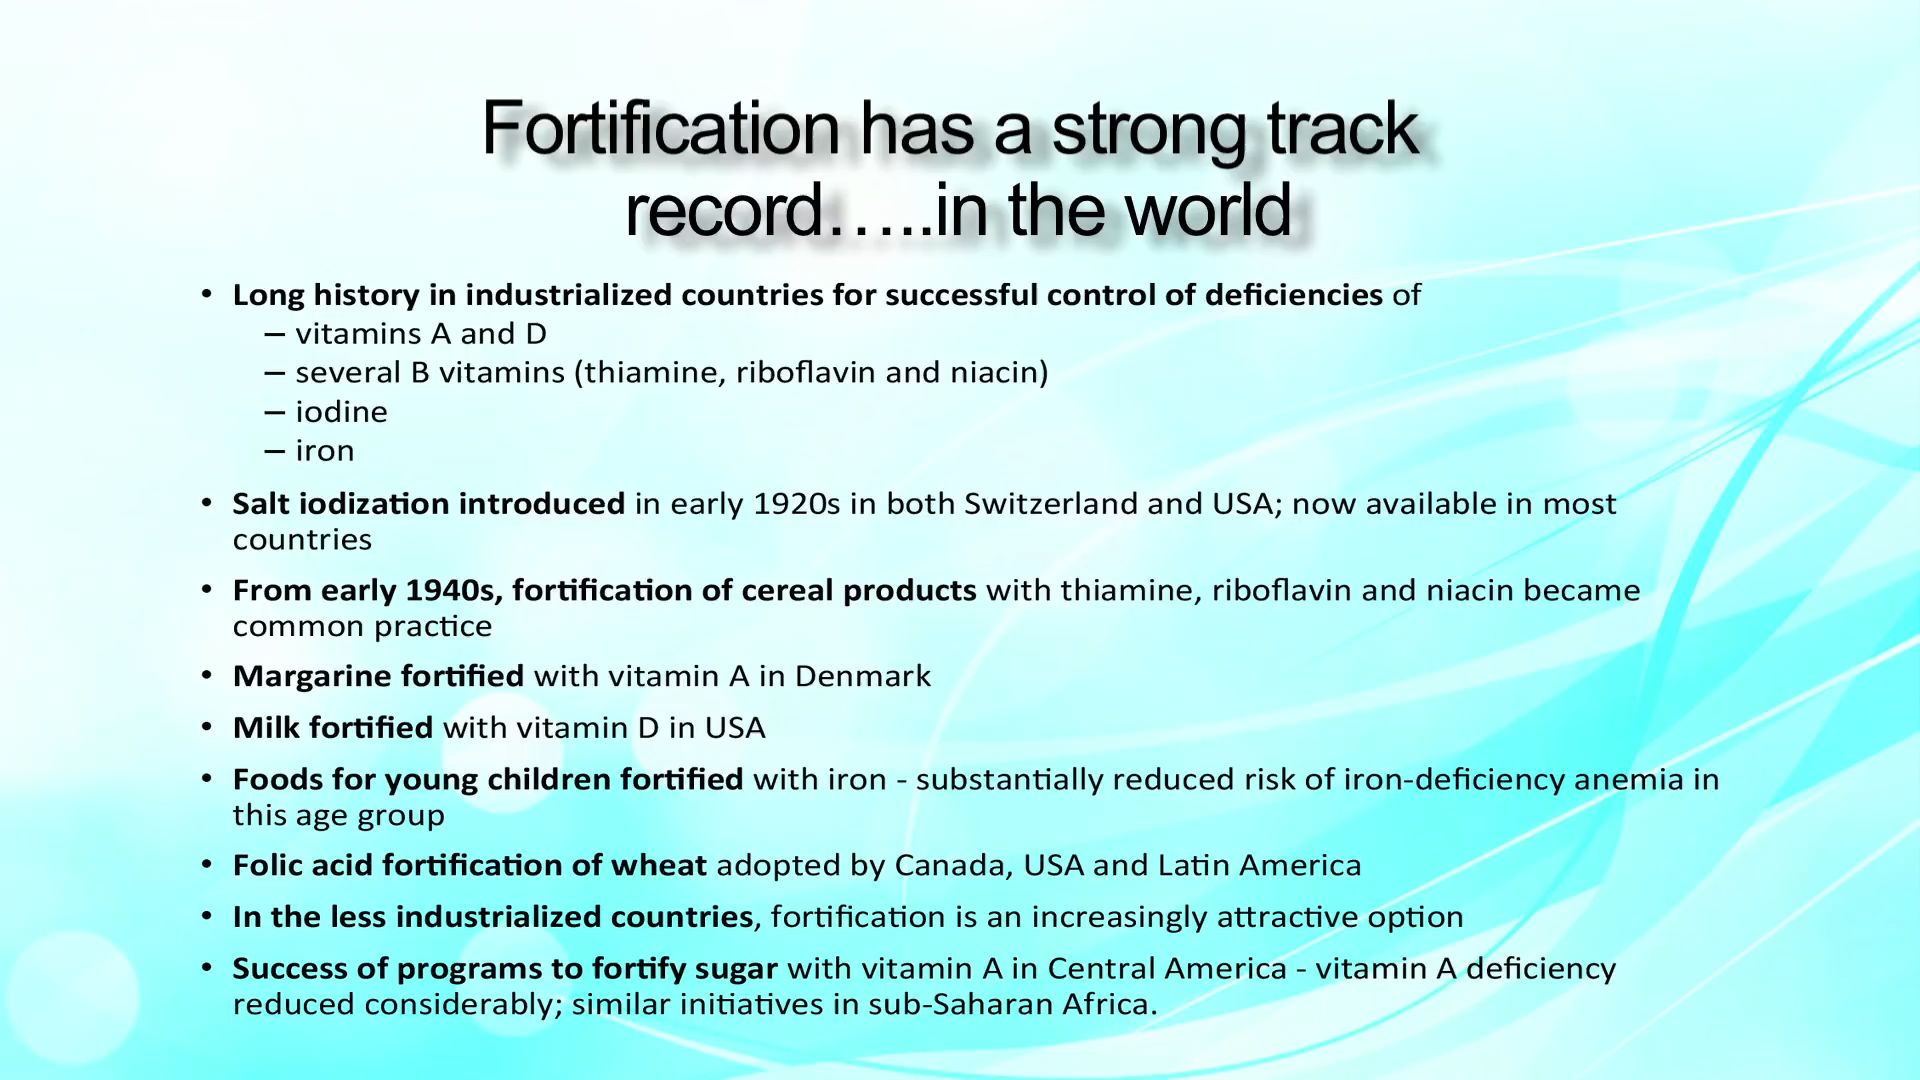 Fortification has a strong track
record…..in the world
• Long history in industrialized countries for successful control of deficiencies of
– vitamins A and D
– several B vitamins (thiamine, riboflavin and niacin)
– iodine
– iron
• Salt iodization introduced in early 1920s in both Switzerland and USA; now available in most
countries
• From early 1940s, fortification of cereal products with thiamine, riboflavin and niacin became
common practice
• Margarine fortified with vitamin A in Denmark
• Milk fortified with vitamin D in USA
• Foods for young children fortified with iron - substantially reduced risk of iron-deficiency anemia in
this age group
• Folic acid fortification of wheat adopted by Canada, USA and Latin America
• In the less industrialized countries, fortification is an increasingly attractive option
• Success of programs to fortify sugar with vitamin A in Central America - vitamin A deficiency
reduced considerably; similar initiatives in sub-Saharan Africa.